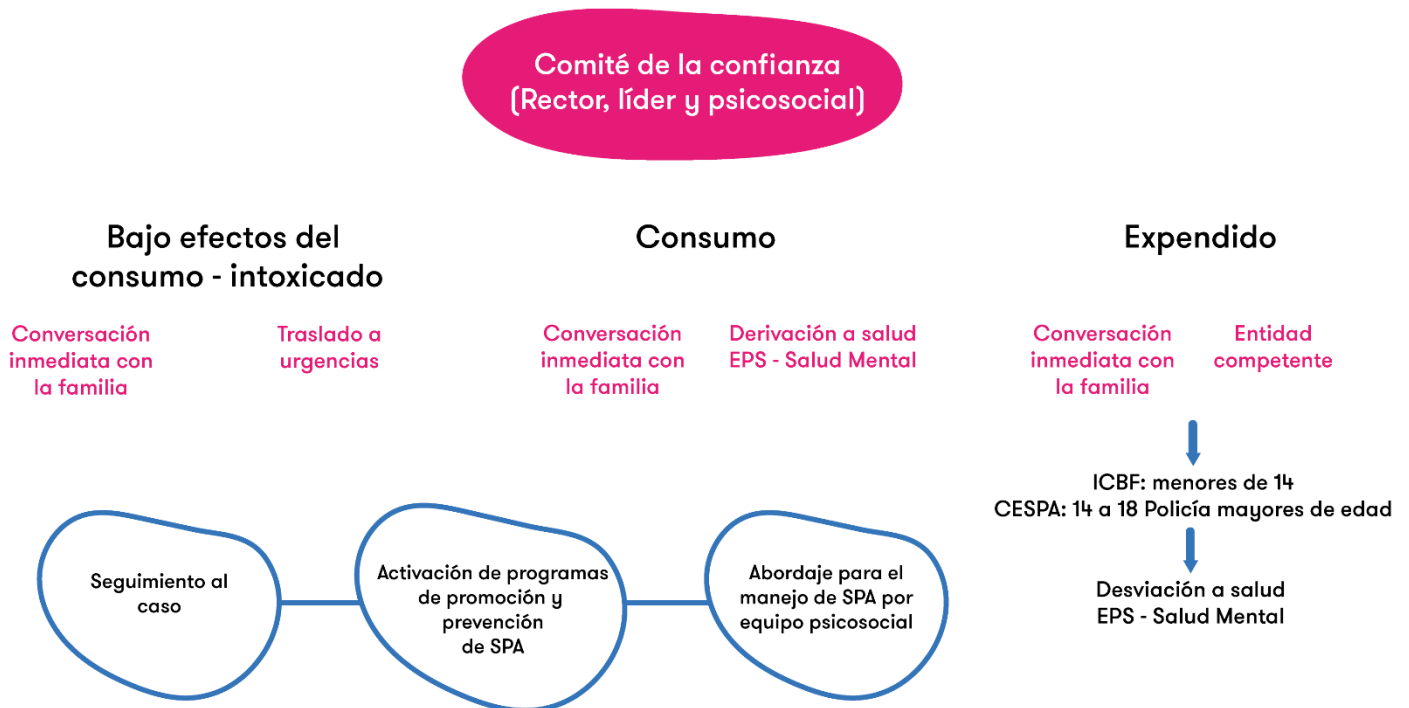 Comité de la confianza
(Rector, líder y psicosocial)
Bajo efectos del
consumo - intoxicado
Conversación
inmediata con
la familia
Traslado a
urgencias
Consumo
Conversación
inmediata con
la familia
Derivación a salud
EPS - Salud Mental
Expendido
Conversación
inmediata con
la familia
Entidad
competente
ICBF: menores de 14
CESPA: 14 a 18 Policía mayores de edad
Desviación a salud
EPS - Salud Mental
Seguimiento al
caso
Activación de programas
de promoción y
prevención
de SPA
Abordaje para el
manejo de SPA por
equipo psicosocial